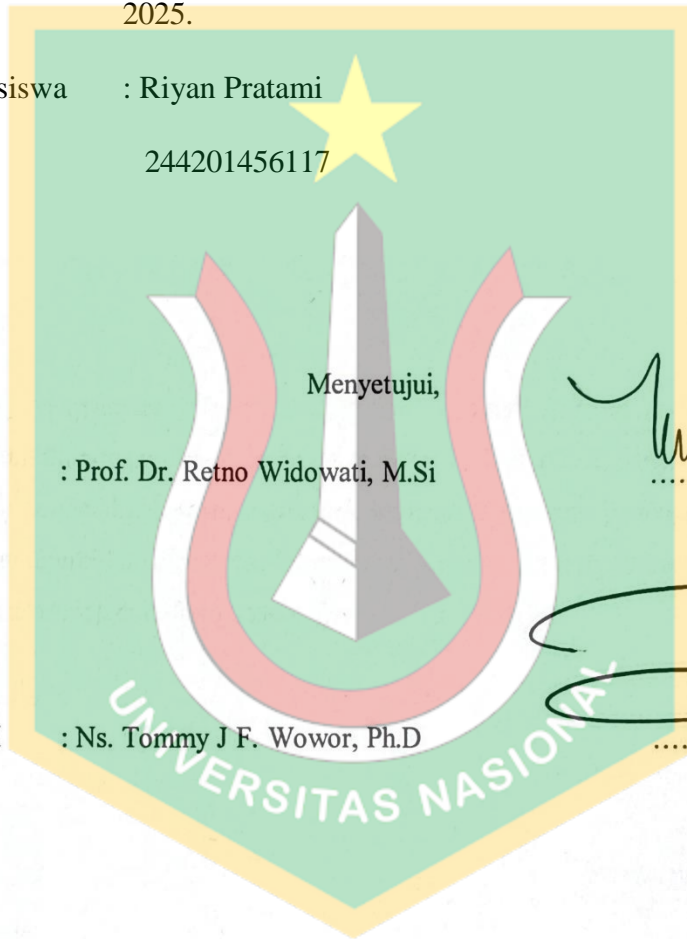 2025.
siswa : Riyan Pratami
244201456117
Menyetujui,
: Prof. Dr. Retno Widowati, M.Si
....
: Ns. Tommy J F. Wowor, Ph.D
....
UNIVERSITAS NASIONAL